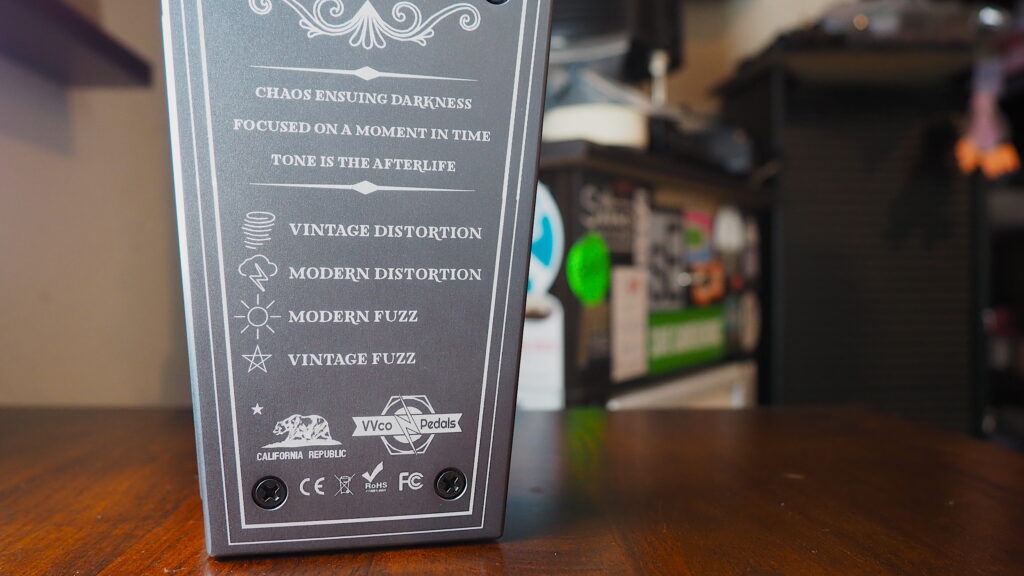 CHAOS ENSUING DARKNESS
FOCUSED ON A MOMENT IN TIME
TONE IS THE AFTERLIFE
VINTAGE DISTORTION
MODERN DISTORTION
MODERN FUZZ
VINTAGE FUZZ
VVco Pedals
CALIFORNIA REPUBLIC
CE RoHS FC